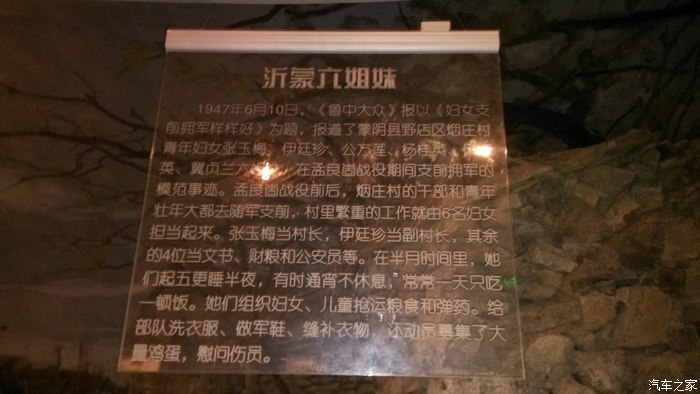 沂蒙六姐妹
1947年6月10日，《鲁中大众》报以《妇女支
前拥军样样好》为题，报道了蒙阴县野店区烟庄村
青年妇女张玉梅、伊廷珍、公方莲、杨桂英、伊
英、冀贞兰 在孟良崮战役期间支前拥军的
模范事迹。孟良崮战役前后，烟庄村的干部和青年
壮年大都去随军支前，村里繁重的工作就由6名妇女
担当起来。张玉梅当村长，伊廷珍当副村长，其余
的4位当文书、财粮和公安员等。在半月时间里，她
们起五更睡半夜，有时通宵不休息，常常一天只吃
一顿饭。她们组织妇女、儿童抢运粮食和弹药。给
部队洗衣服、做军鞋、缝补衣物，还动员募集了大
量鸡蛋，慰问伤员。
汽车之家